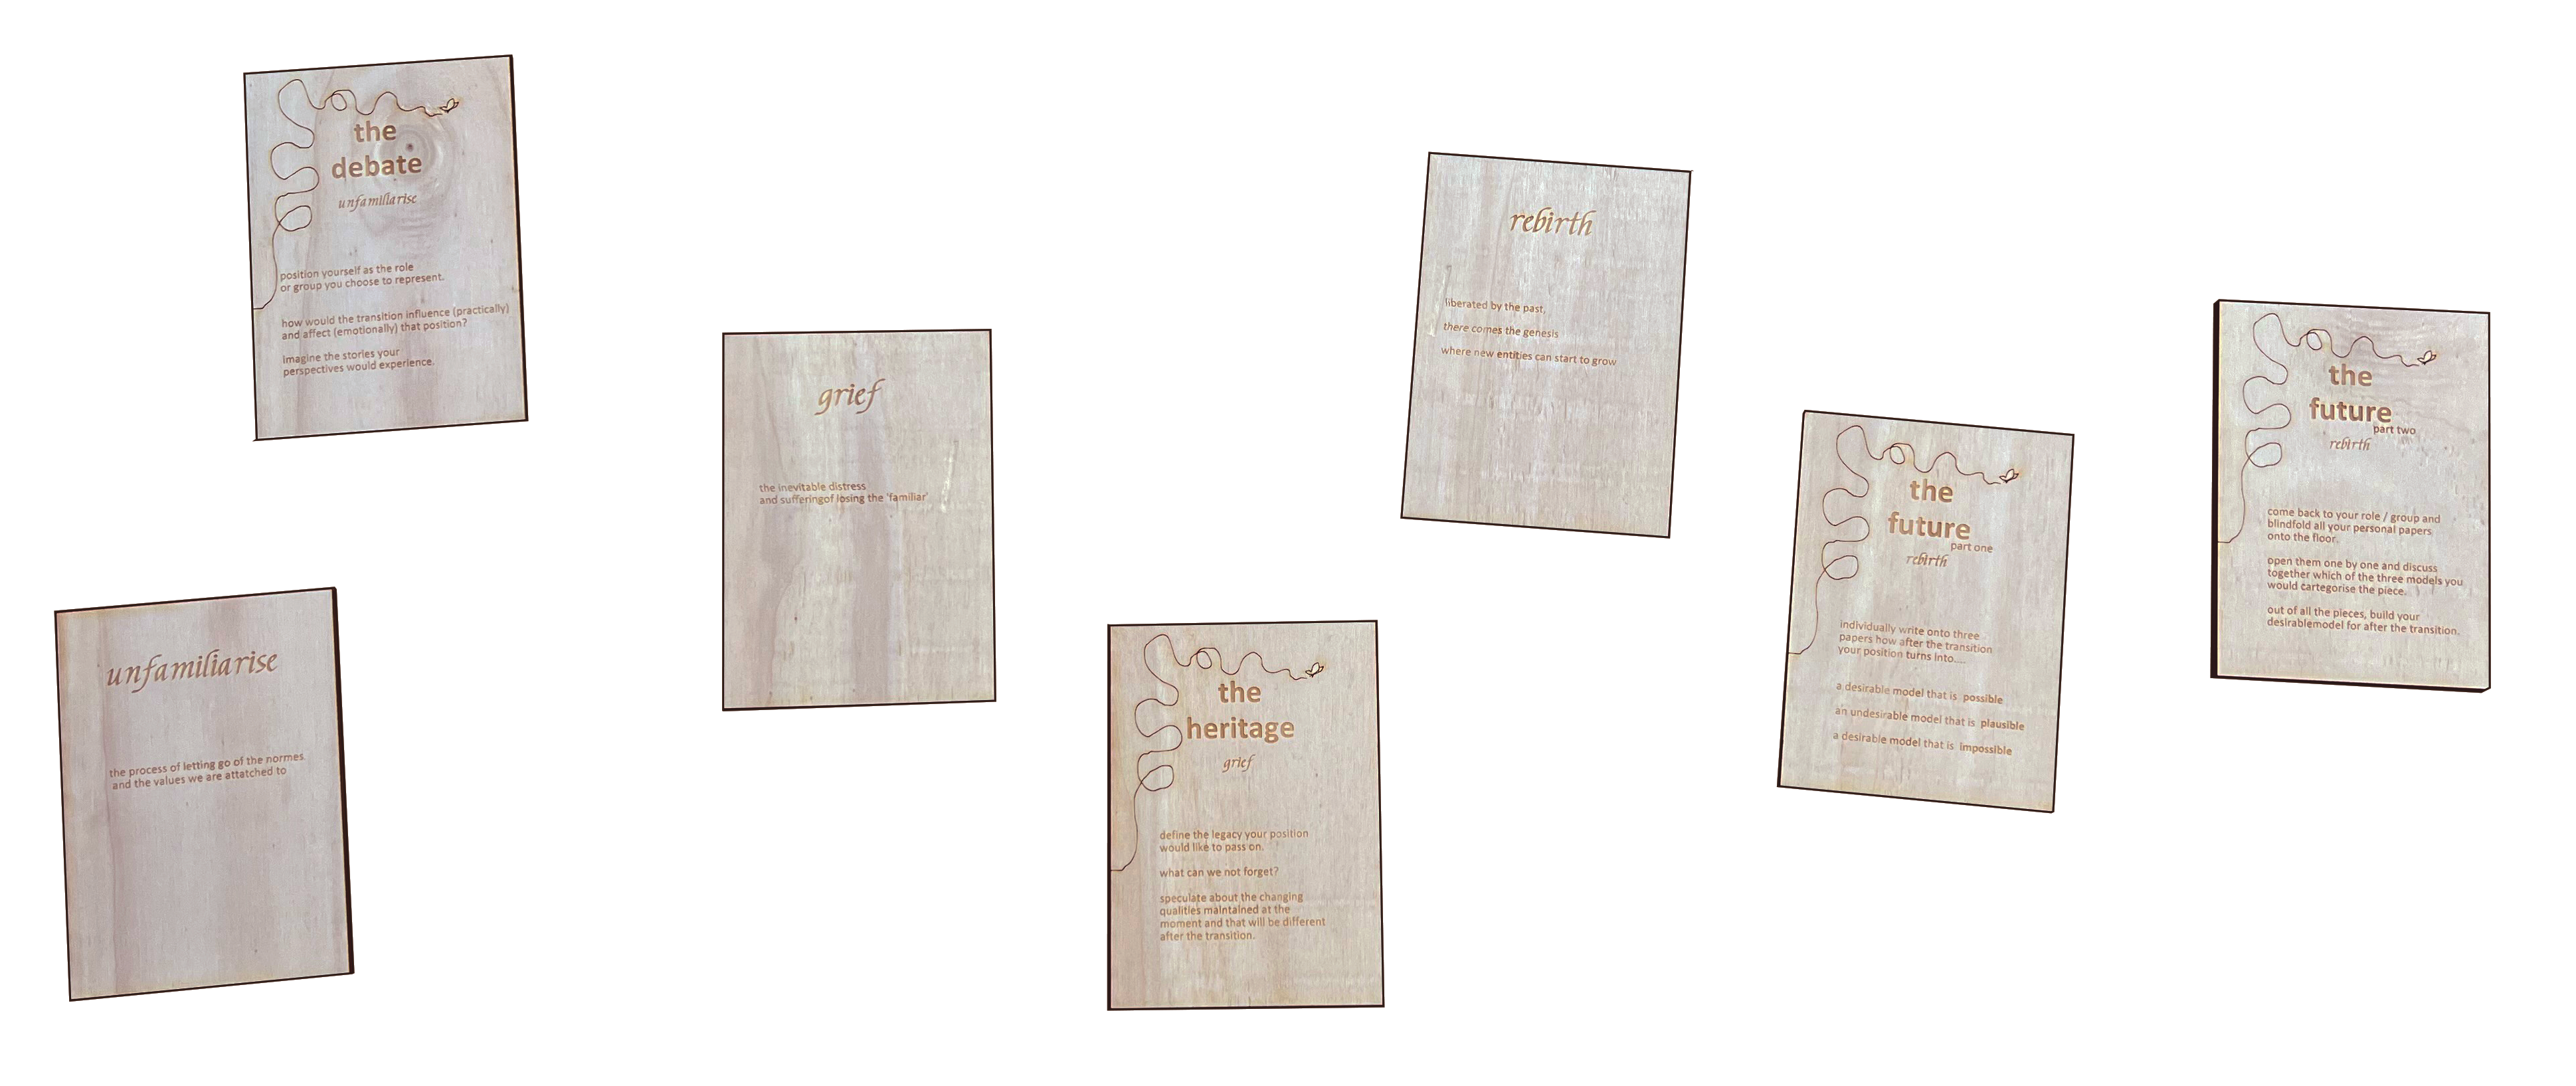 the
debate
unfamiliarise
position yourself as the role
or group you choose to represent.
how would the transition influence (practically)
and affect (emotionally) that position?
imagine the stories your
perspectives would experience.
unfamiliarise
the process of letting go of the normes
and the values we are attatched to
grief
the inevitable distress
and sufferingof losing the 'familiar'
the
heritage
grief
define the legacy your position
would like to pass on.
what can we not forget?
speculate about the changing
qualities maintained at the
moment and that will be different
after the transition.
rebirth
liberated by the past,
there comes the genesis
where new entities can start to grow
the
future
part one
rebirth
individually write onto three
papers how after the transition
your position turns into....
a desirable model that is possible
an undesirable model that is plausible
a desirable model that is impossible
the
future
part two
rebirth
come back to your role / group and
blindfold all your personal papers
onto the floor.
open them one by one and discuss
together which of the three models you
would cartegorise the piece.
out of all the pieces, build your
desirablemodel for after the transition.